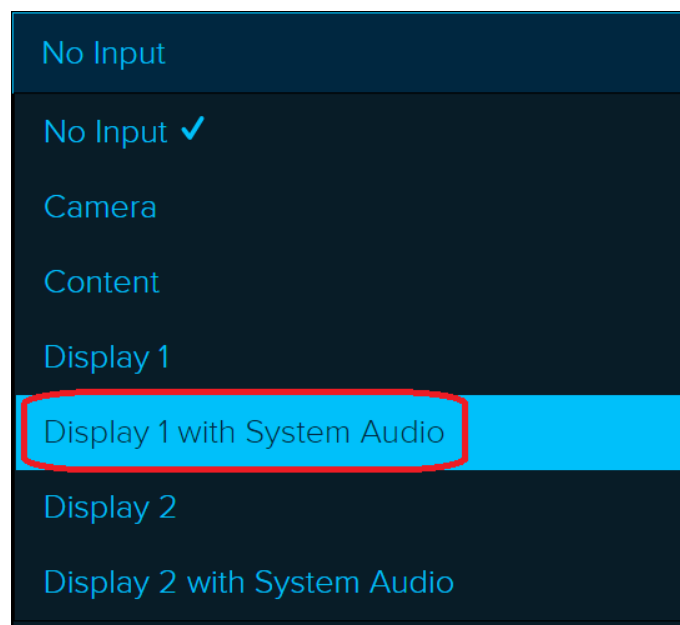 No Input
No Input ✓
Camera
Content
Display 1
Display 1 with System Audio
Display 2
Display 2 with System Audio